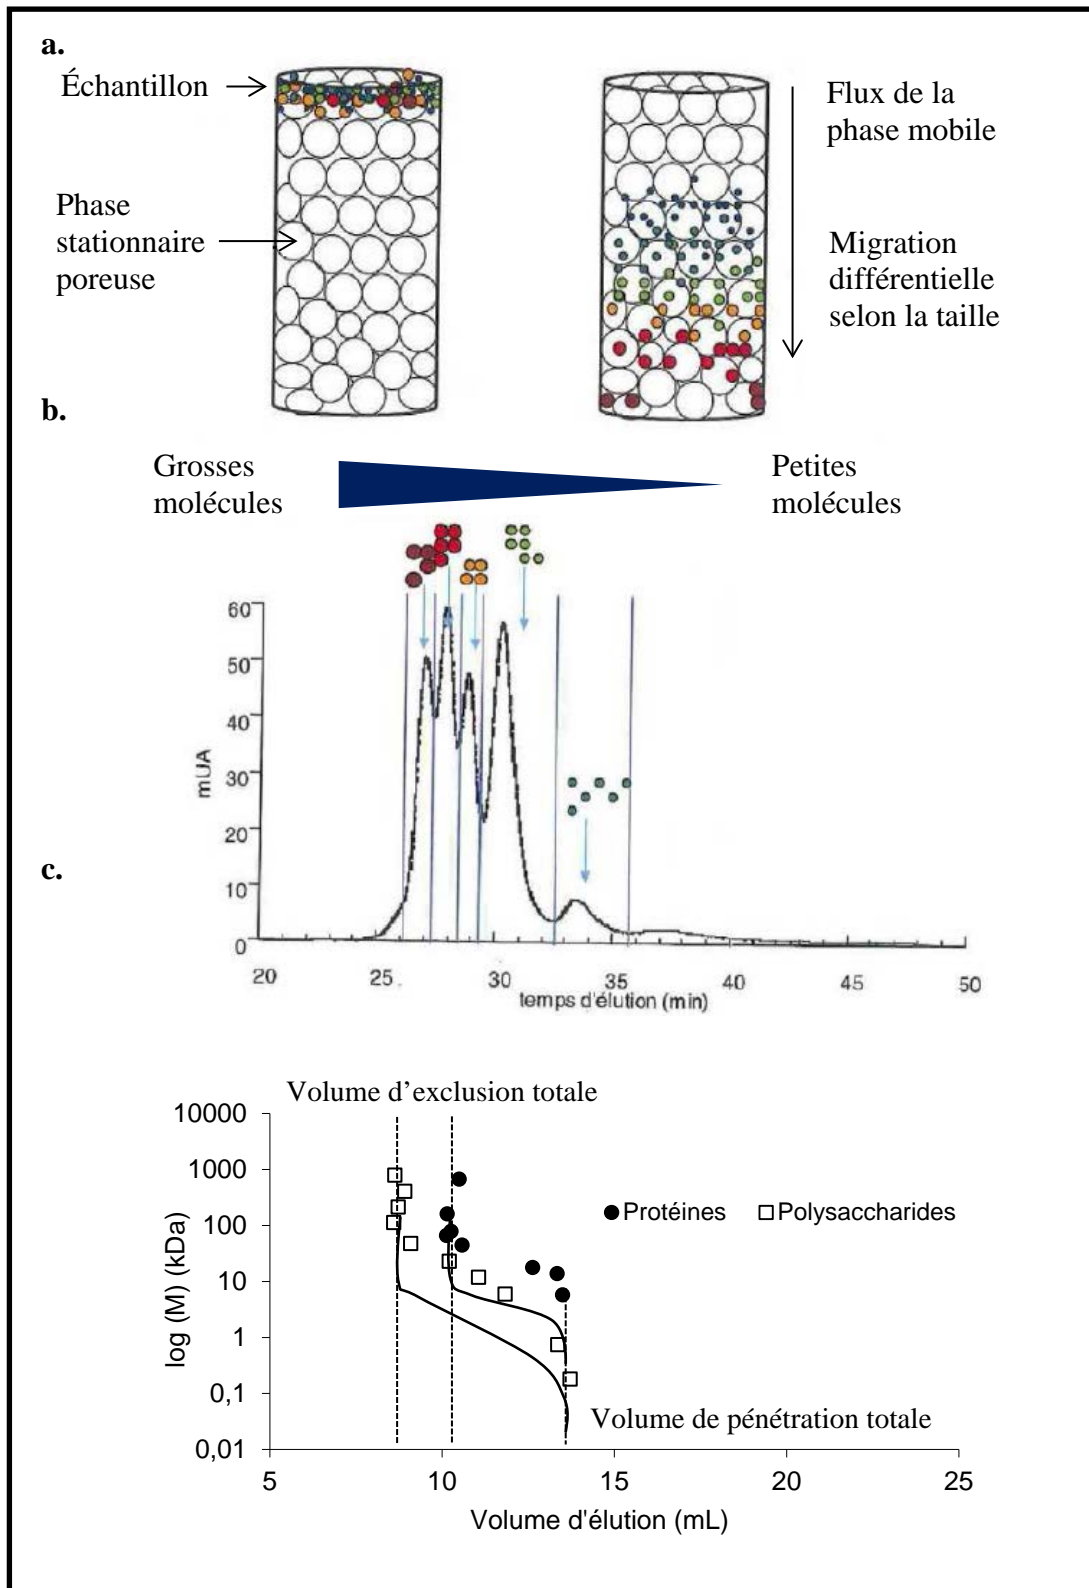 a.
Échantillon
Phase
stationnaire
poreuse
Flux de la
phase mobile
Migration
différentielle
selon la taille
b.
Grosses
molécules
Petites
molécules
60
50
40
30
20
10
0
mUA
20 25 30 35 40 45 50
temps d'élution (min)
c.
Volume d'exclusion totale
10000
1000
100
10
1
0,1
0,01
log (M) (kDa)
Protéines Polysaccharides
Volume de pénétration totale
5 10 15 20 25
Volume d'élution (mL)